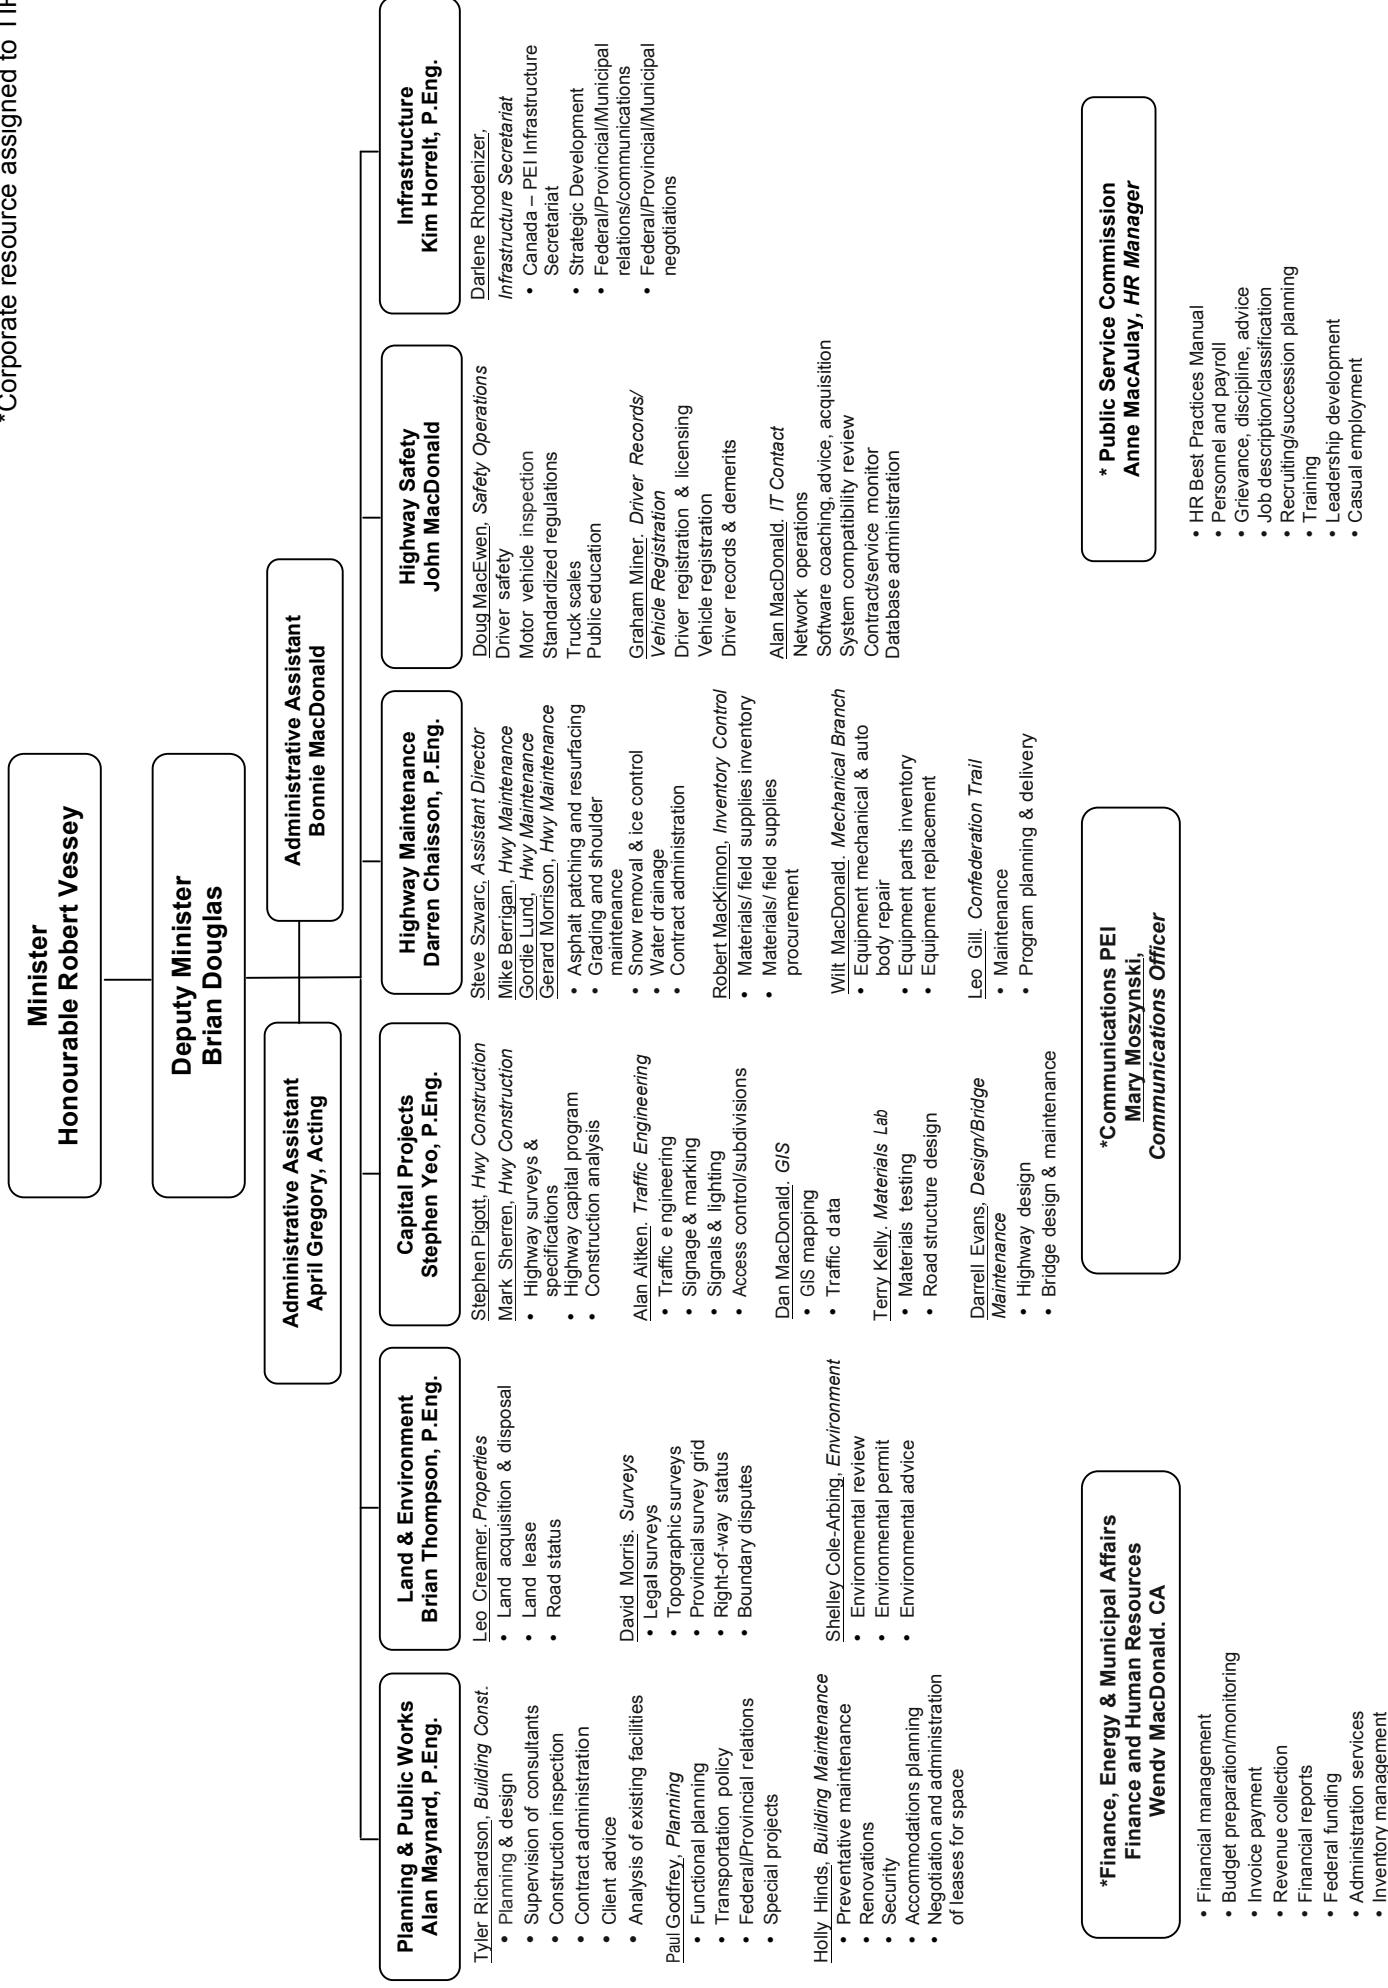 *Corporate resource assigned to
Minister
Honourable Robert Vessey
Deputy Minister
Brian Douglas
Administrative Assistant
April Gregory, Acting
Administrative Assistant
Bonnie MacDonald
Planning & Public Works
Alan Maynard, P.Eng.
Tyler Richardson, Building Const.
• Planning & design
• Supervision of consultants
• Construction inspection
• Contract administration
• Client advice
• Analysis of existing facilities
Paul Godfrey, Planning
• Functional planning
• Transportation policy
• Federal/Provincial relations
• Special projects
Holly Hinds, Building Maintenance
• Preventative maintenance
• Renovations
• Security
• Accommodations planning
• Negotiation and administration
of leases for space
Land & Environment
Brian Thompson, P.Eng.
Leo Creamer. Properties
• Land acquisition & disposal
• Land lease
• Road status
David Morris. Surveys
• Legal surveys
• Topographic surveys
• Provincial survey grid
• Right-of-way status
• Boundary disputes
Shelley Cole-Arbing, Environment
• Environmental review
• Environmental permit
• Environmental advice
Capital Projects
Stephen Yeo, P.Eng.
Stephen Pigott, Hwy Construction
Mark Sherren, Hwy Construction
• Highway surveys &
specifications
• Highway capital program
• Construction analysis
Alan Aitken. Traffic Engineering
• Traffic engineering
• Signage & marking
• Signals & lighting
• Access control/subdivisions
Dan MacDonald. GIS
• GIS mapping
• Traffic data
Terry Kelly. Materials Lab
• Materials testing
• Road structure design
Darrell Evans, Design/Bridge
Maintenance
• Highway design
• Bridge design & maintenance
Highway Maintenance
Darren Chaisson, P.Eng.
Steve Szwarc, Assistant Director
Mike Berrigan, Hwy Maintenance
Gordie Lund, Hwy Maintenance
Gerard Morrison, Hwy Maintenance
• Asphalt patching and resurfacing
• Grading and shoulder
maintenance
• Snow removal & ice control
• Water drainage
• Contract administration
Robert MacKinnon, Inventory Control
• Materials/ field supplies inventory
• Materials/ field supplies
procurement
Wilt MacDonald. Mechanical Branch
• Equipment mechanical & auto
body repair
• Equipment parts inventory
• Equipment replacement
Leo Gill. Confederation Trail
• Maintenance
• Program planning & delivery
Highway Safety
John MacDonald
Doug MacEwen, Safety Operations
Driver safety
Motor vehicle inspection
Standardized regulations
Truck scales
Public education
Graham Miner. Driver Records/
Vehicle Registration
Driver registration & licensing
Vehicle registration
Driver records & demerits
Alan MacDonald. IT Contact
Network operations
Software coaching, advice, acquisition
System compatibility review
Contract/service monitor
Database administration
Infrastructure
Kim Horrelt, P.Eng.
Darlene Rhodenizer,
Infrastructure Secretariat
• Canada – PEI Infrastructure
Secretariat
• Strategic Development
• Federal/Provincial/Municipal
relations/communications
• Federal/Provincial/Municipal
negotiations
*Finance, Energy & Municipal Affairs
Finance and Human Resources
Wendy MacDonald. CA
• Financial management
• Budget preparation/monitoring
• Invoice payment
• Revenue collection
• Financial reports
• Federal funding
• Administration services
• Inventory management
*Communications PEI
Mary Moszynski,
Communications Officer
* Public Service Commission
Anne MacAulay, HR Manager
• HR Best Practices Manual
• Personnel and payroll
• Grievance, discipline, advice
• Job description/classification
• Recruiting/succession planning
• Training
• Leadership development
• Casual employment